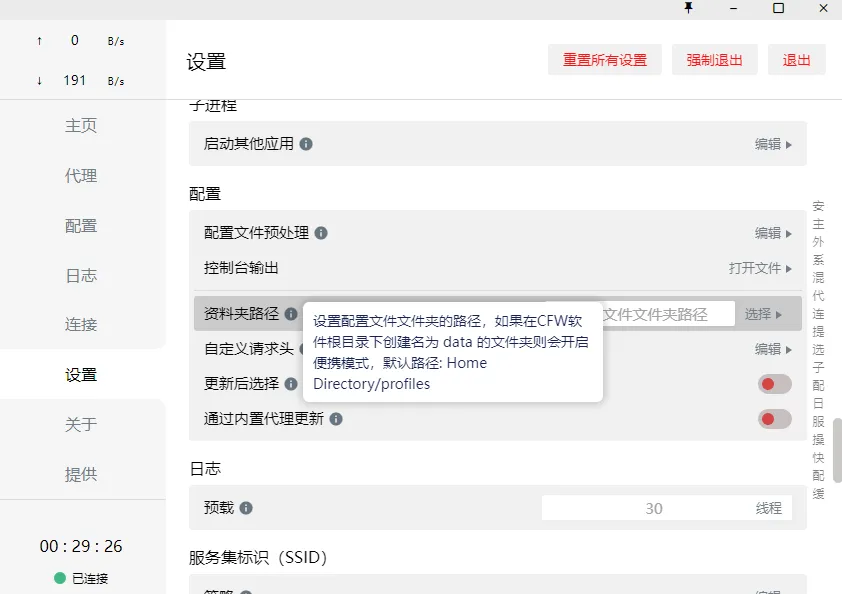 ↑ 0 B/s
↓ 191 B/s
主页
代理
配置
日志
连接
设置
关于
提供
00 : 29 : 26
已连接
设置
重置所有设置
强制退出
退出
子进程
启动其他应用
编辑
配置
配置文件预处理
编辑
控制台输出
打开文件
资料夹路径
文件文件夹路径
选择
设置配置文件文件夹的路径，如果在CFW软
件根目录下创建名为 data 的文件夹则会开启
便携模式，默认路径: Home
Directory/profiles
自定义请求头
编辑
更新后选择
通过内置代理更新
日志
预载
30
线程
服务集标识（SSID）
安
主
外
系
混
代
连
提
选
子
配
日
服
操
快
配
缓